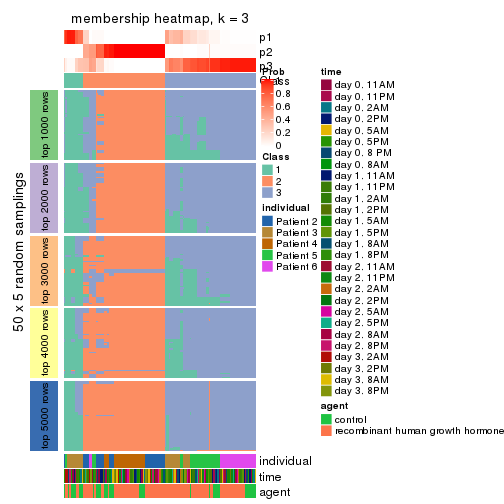 membership heatmap, k = 3
p1
p2
p3
Class
50 x 5 random samplings
top 1000 rows
top 2000 rows
top 3000 rows
top 4000 rows
top 5000 rows
individual
time
agent
Prob
1
0.8
0.6
0.4
0.2
0
Class
1
2
3
individual
Patient 2
Patient 3
Patient 4
Patient 5
Patient 6
time
day 0. 11AM
day 0. 11PM
day 0. 2AM
day 0. 2PM
day 0. 5AM
day 0. 5PM
day 0. 8 PM
day 0. 8AM
day 1. 11AM
day 1. 11PM
day 1. 2AM
day 1. 2PM
day 1. 5AM
day 1. 5PM
day 1. 8AM
day 1. 8PM
day 2. 11AM
day 2. 11PM
day 2. 2AM
day 2. 2PM
day 2. 5AM
day 2. 5PM
day 2. 8AM
day 2. 8PM
day 3. 2AM
day 3. 2PM
day 3. 8AM
day 3. 8PM
agent
control
recombinant human growth hormone